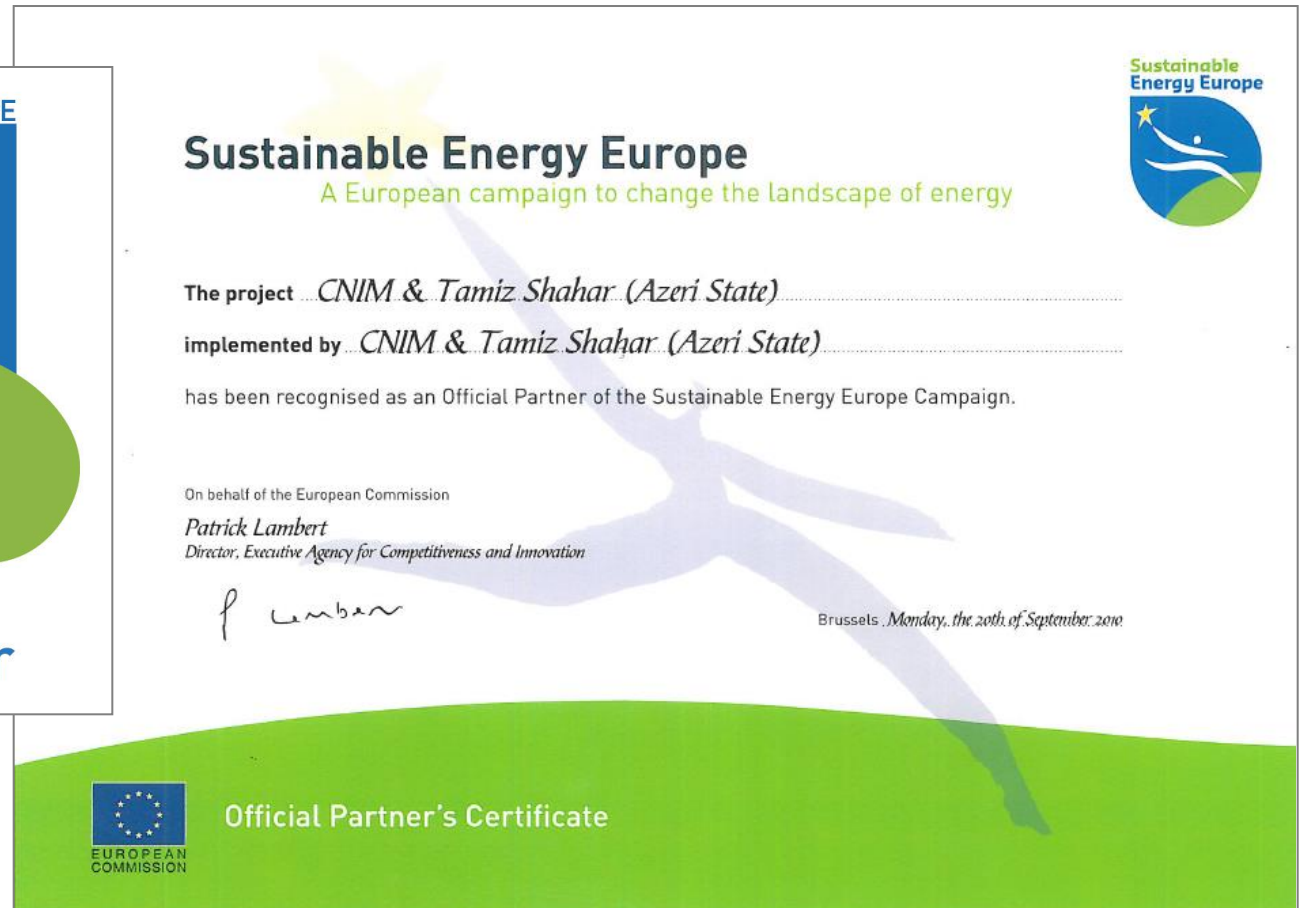 E
r
Sustainable
Energy Europe
Sustainable Energy Europe
A European campaign to change the landscape of energy
The project CNIM & Tamiz Shahar (Azeri State)
implemented by CNIM & Tamiz Shahar (Azeri State)
has been recognised as an Official Partner of the Sustainable Energy Europe Campaign.
On behalf of the European Commission
Patrick Lambert
Director, Executive Agency for Competitiveness and Innovation
P Lambert
Brussels Monday, the 20th of September 2010
Official Partner's Certificate
EUROPEAN
COMMISSION